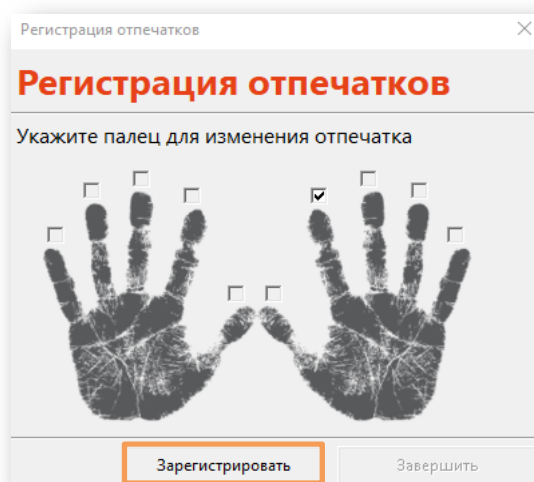 Регистрация отпечатков
Регистрация отпечатков
Укажите палец для изменения отпечатка
Зарегистрировать
Завершить